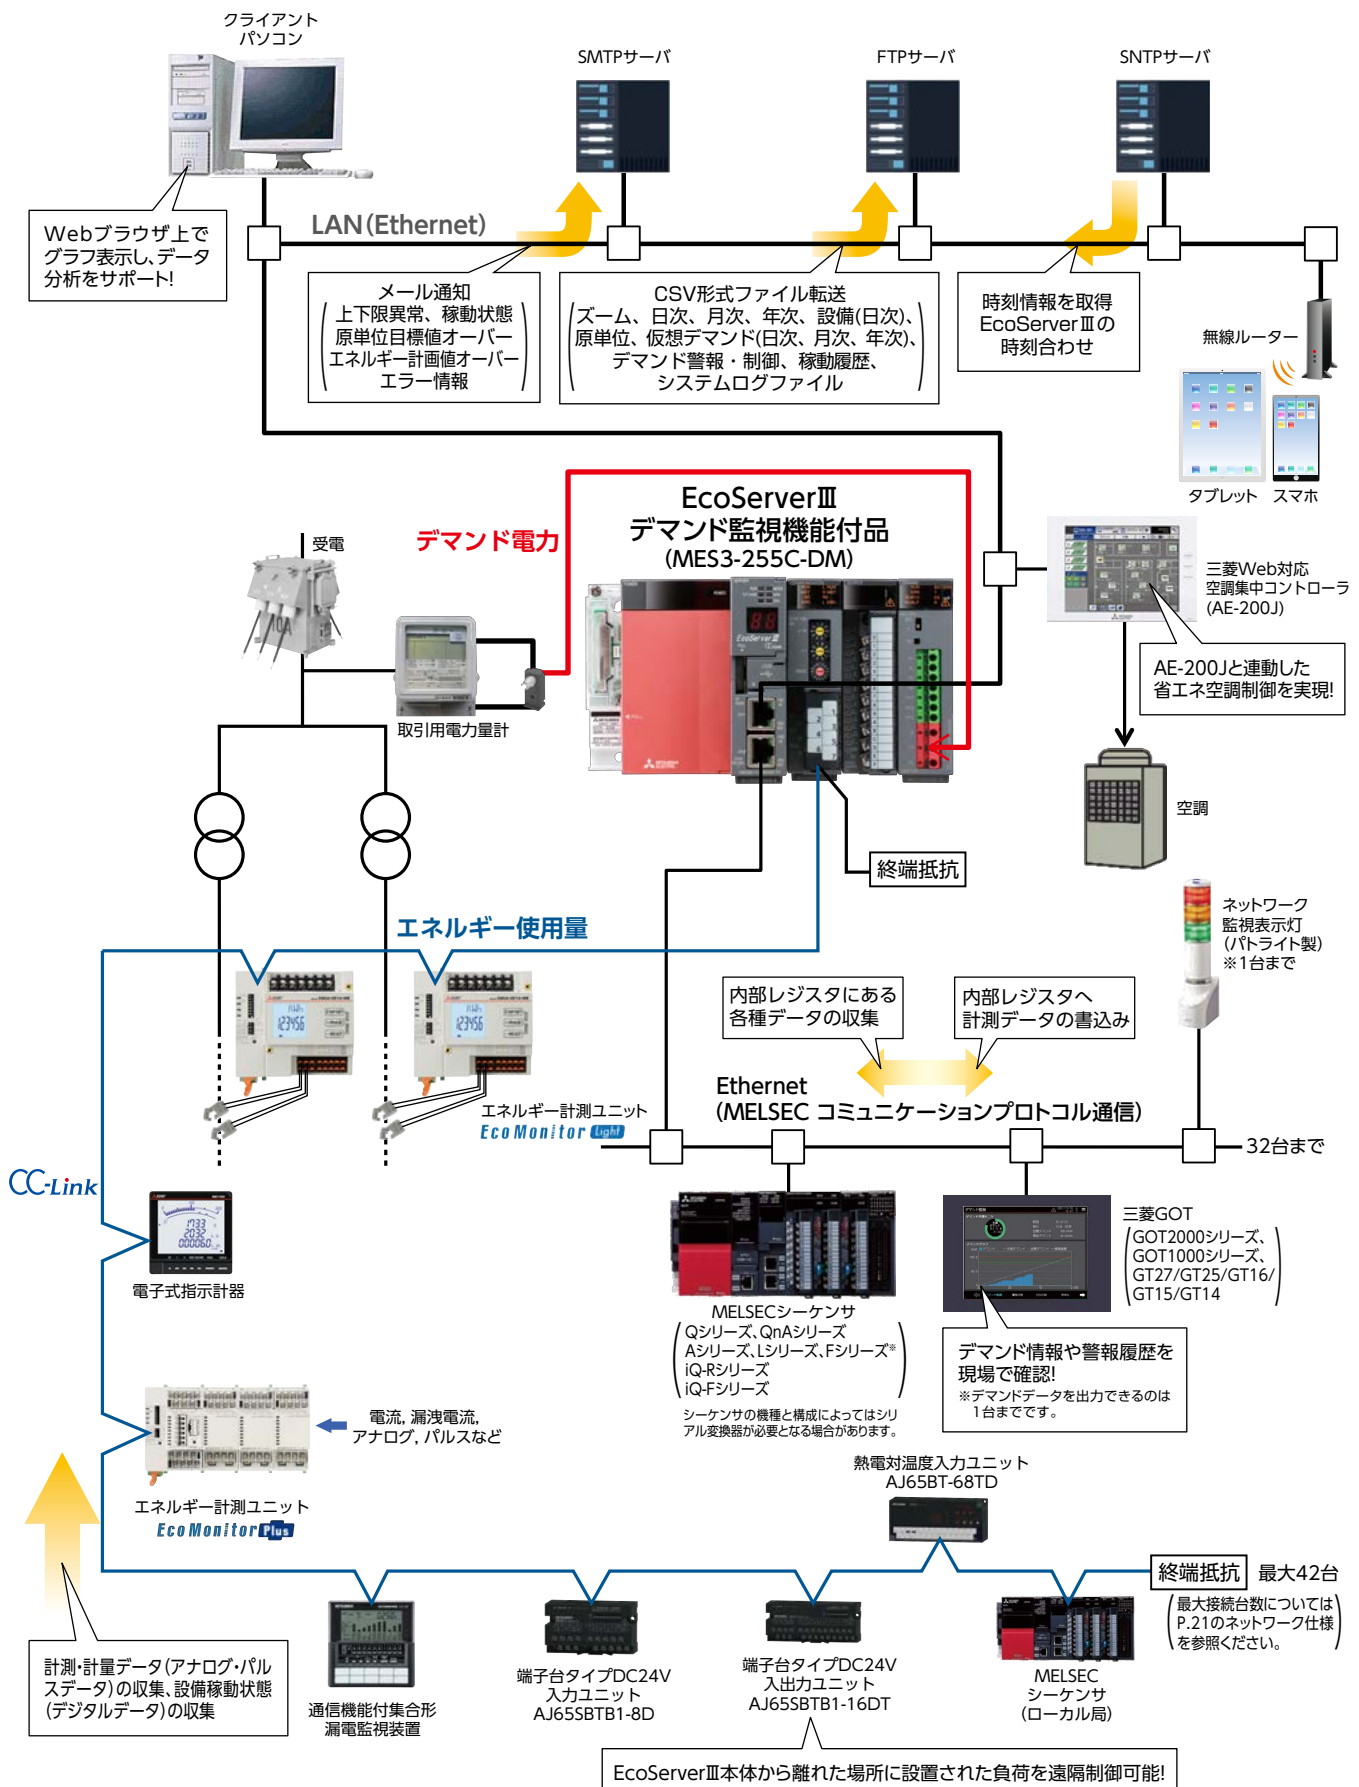 クライアント
パソコン
SMTPサーバ
FTPサーバ
SNTPサーバ
Webブラウザ上で
グラフ表示し、データ
分析をサポート!
LAN(Ethernet)
メール通知
上下限異常、稼動状態
原単位目標値オーバー
エネルギー計画値オーバー
エラー情報
CSV形式ファイル転送
ズーム、日次、月次、年次、設備(日次)、
原単位、仮想デマンド(日次、月次、年次)、
デマンド警報・制御、稼動履歴、
システムログファイル
時刻情報を取得
EcoServerⅢの
時刻合わせ
無線ルーター
タブレット
スマホ
受電
デマンド電力
EcoServerⅢ
デマンド監視機能付品
(MES3-255C-DM)
取引用電力量計
三菱Web対応
空調集中コントローラ
(AE-200J)
AE-200Jと連動した
省エネ空調制御を実現!
空調
終端抵抗
エネルギー使用量
ネットワーク
監視表示灯
(パトライト製)
※1台まで
内部レジスタにある
各種データの収集
内部レジスタへ
計測データの書込み
Ethernet
(MELSEC コミュニケーションプロトコル通信)
エネルギー計測ユニット
EcoMonitor Light
32台まで
CC-Link
電子式指示計器
MELSECシーケンサ
(Qシリーズ、QnAシリーズ
Aシリーズ、Lシリーズ、Fシリーズ※
iQ-Rシリーズ
iQ-Fシリーズ)
シーケンサの機種と構成によってはシリ
アル変換器が必要となる場合があります。
三菱GOT
(GOT2000シリーズ、
GOT1000シリーズ、
GT27/GT25/GT16/
GT15/GT14)
デマンド情報や警報履歴を
現場で確認!
※デマンドデータを出力できるのは
1台までです。
電流, 漏洩電流,
アナログ, パルスなど
エネルギー計測ユニット
EcoMonitor Plus
熱電対温度入力ユニット
AJ65BT-68TD
終端抵抗 最大42台
(最大接続台数については
P.21のネットワーク仕様
を参照ください。)
計測・計量データ(アナログ・パル
スデータ)の収集、設備稼動状態
(デジタルデータ)の収集
通信機能付集合形
漏電監視装置
端子台タイプDC24V
入力ユニット
AJ65SBTB1-8D
端子台タイプDC24V
入出力ユニット
AJ65SBTB1-16DT
MELSEC
シーケンサ
(ローカル局)
EcoServerⅢ本体から離れた場所に設置された負荷を遠隔制御可能!